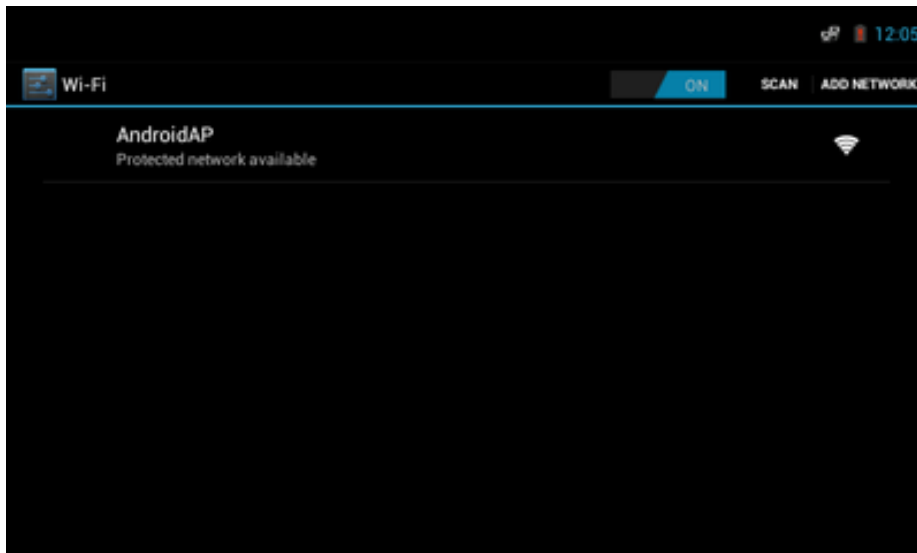 12:05
Wi-Fi ON SCAN ADD NETWORK
AndroidAP
Protected network available